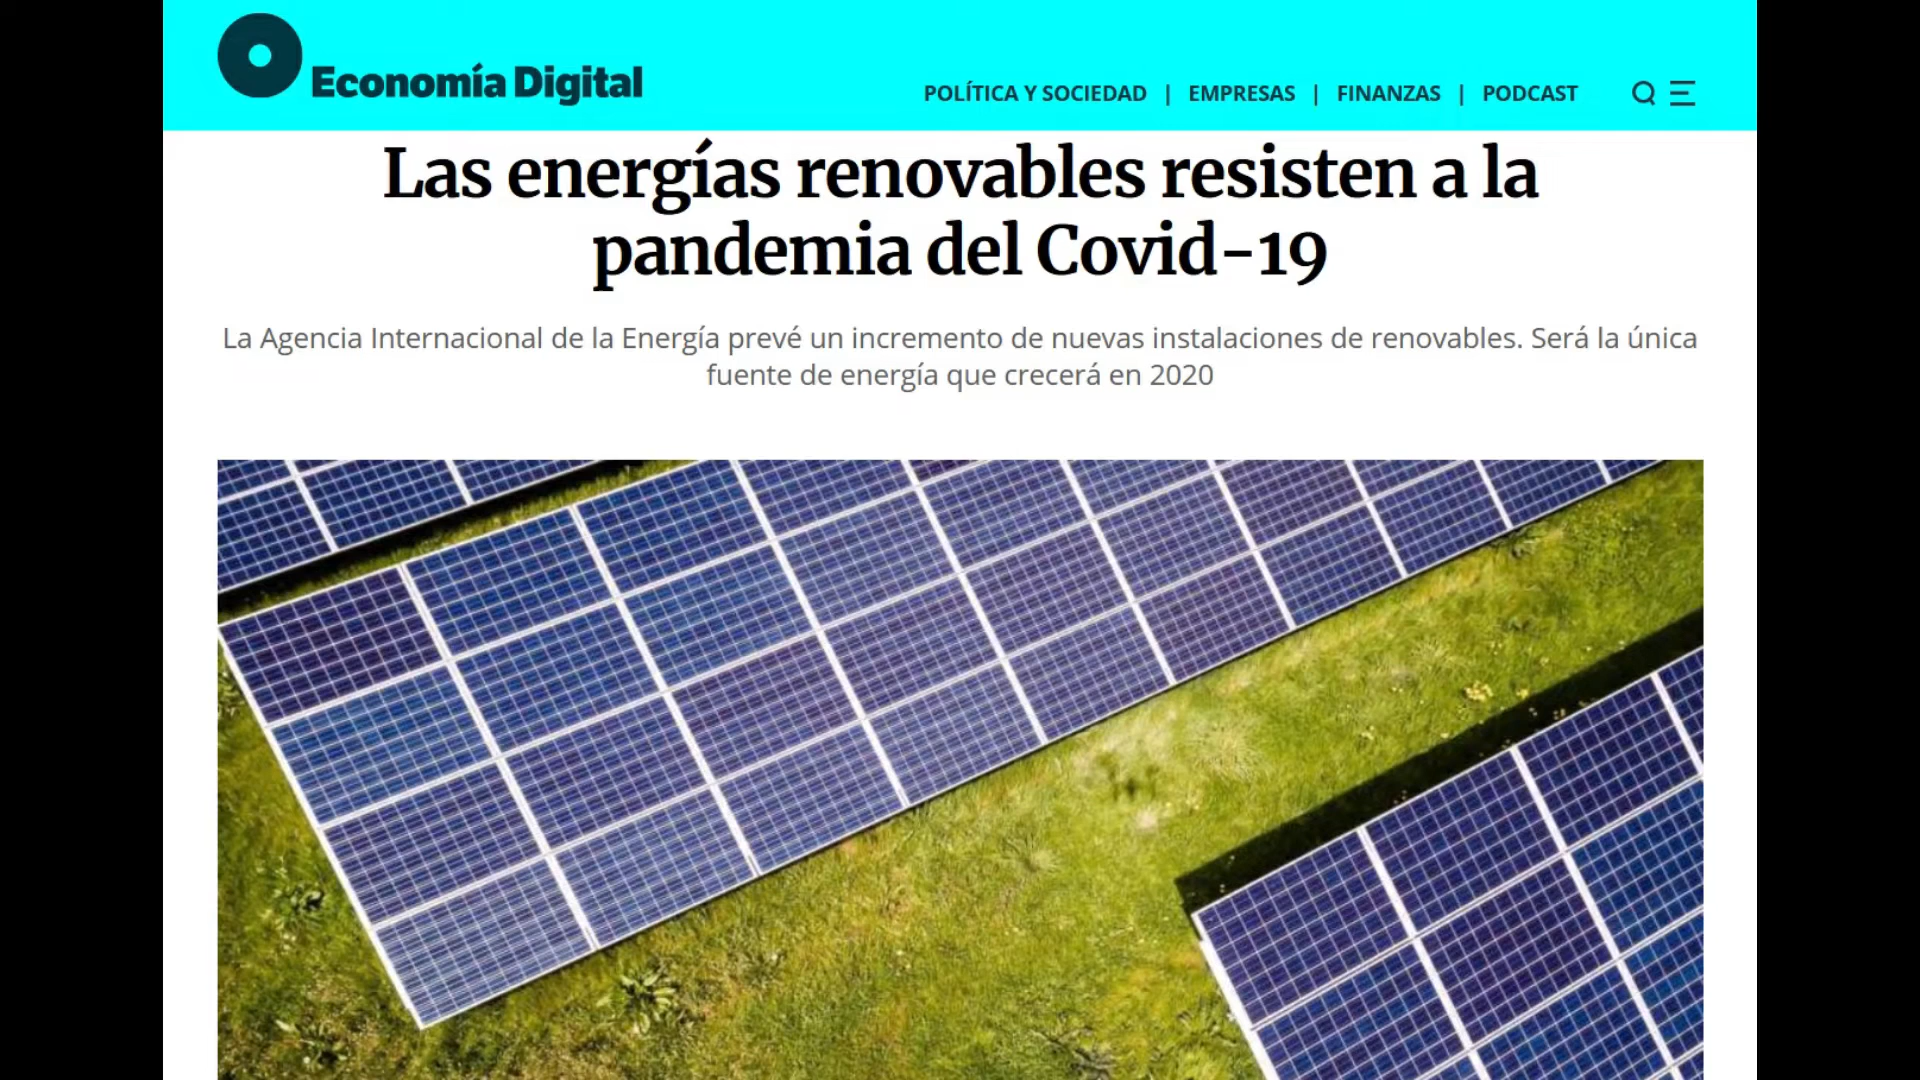 Economía Digital
POLÍTICA Y SOCIEDAD | EMPRESAS | FINANZAS | PODCAST
Las energías renovables resisten a la
pandemia del Covid-19
La Agencia Internacional de la Energía prevé un incremento de nuevas instalaciones de renovables. Será la única
fuente de energía que crecerá en 2020